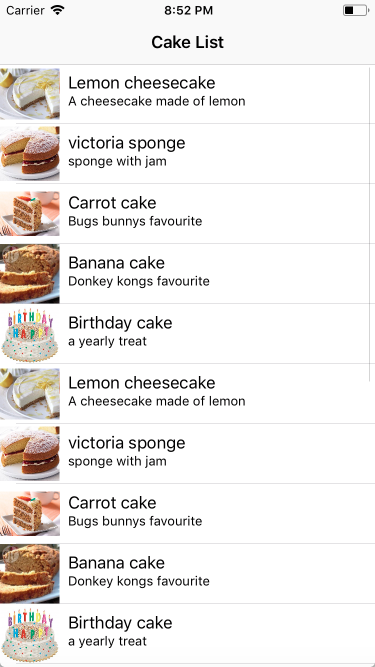 Carrier 8:52 PM
Cake List
Lemon cheesecake
A cheesecake made of lemon
victoria sponge
sponge with jam
Carrot cake
Bugs bunnys favourite
Banana cake
Donkey kongs favourite
BIRTHDAY
HAPPY
Birthday cake
a yearly treat
Lemon cheesecake
A cheesecake made of lemon
victoria sponge
sponge with jam
Carrot cake
Bugs bunnys favourite
Banana cake
Donkey kongs favourite
BIRTHDAY
HAPPY
Birthday cake
a yearly treat